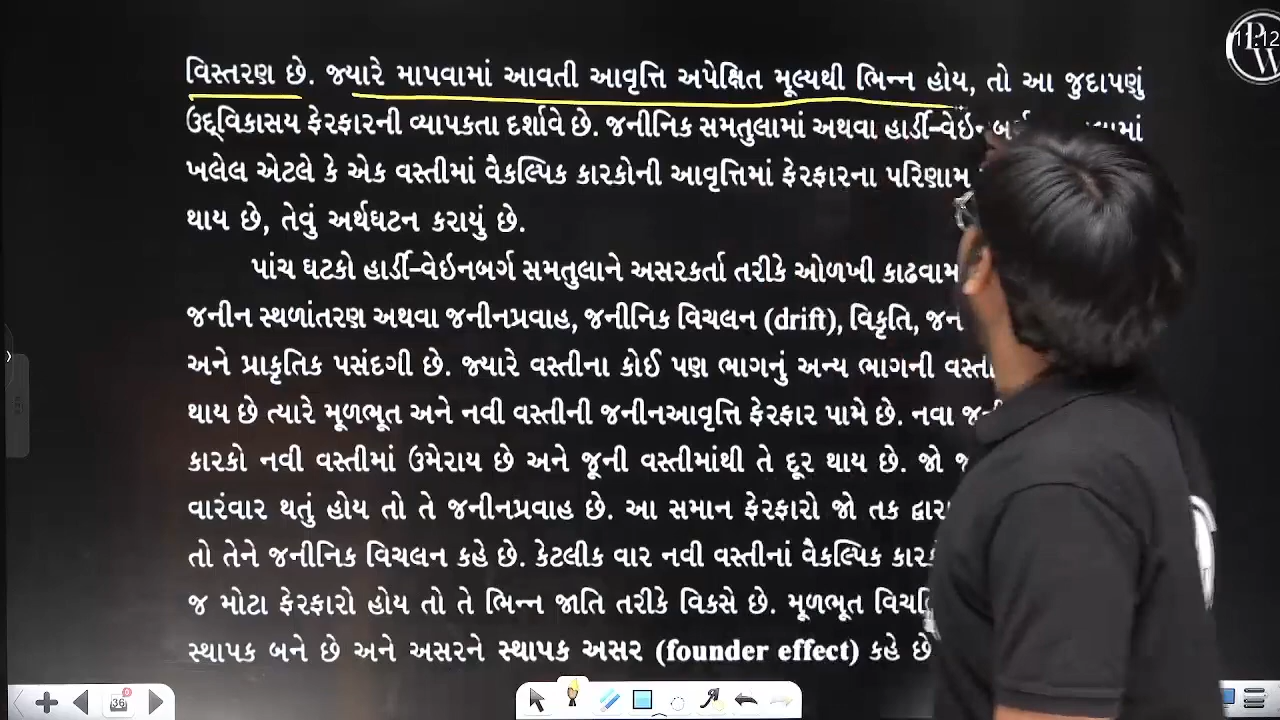 વિસ્તરણ છે. જ્યારે માપવામાં આવતી આવૃત્તિ અપેક્ષિત મૂલ્યથી ભિન્ન હોય, તો આ જુદાપણું
ઉદ્દ્વિકાસય ફેરફારની વ્યાપકતા દર્શાવે છે. જનીનિક સમતુલામાં અથવા હાર્ડી–વેઇનબર્ગ
ખલેલ એટલે કે એક વસ્તીમાં વૈકલ્પિક કારકોની આવૃત્તિમાં ફેરફારના પરિણામ
થાય છે, તેવું અર્થઘટન કરાયું છે.
પાંચ ઘટકો હાર્ડી–વેઇનબર્ગ સમતુલાને અસરકર્તા તરીકે ઓળખી કાઢવામ
જનીન સ્થળાંતરણ અથવા જનીનપ્રવાહ, જનીનિક વિચલન (drift), વિકૃતિ, જન
અને પ્રાકૃતિક પસંદગી છે. જ્યારે વસ્તીના કોઈ પણ ભાગનું અન્ય ભાગની વસ્તી
થાય છે ત્યારે મૂળભૂત અને નવી વસ્તીની જનીનઆવૃત્તિ ફેરફાર પામે છે. નવા
કારકો નવી વસ્તીમાં ઉમેરાય છે અને જૂની વસ્તીમાંથી તે દૂર થાય છે. જો
વારંવાર થતું હોય તો તે જનીનપ્રવાહ છે. આ સમાન ફેરફારો જો તક દ્વારા
તો તેને જનીનિક વિચલન કહે છે. કેટલીક વાર નવી વસ્તીનાં વૈકલ્પિક
જ મોટા ફેરફારો હોય તો તે ભિન્ન જાતિ તરીકે વિકસે છે. મૂળભૂત
સ્થાપક બને છે અને અસરને સ્થાપક અસર (founder effect) કહે છે
36